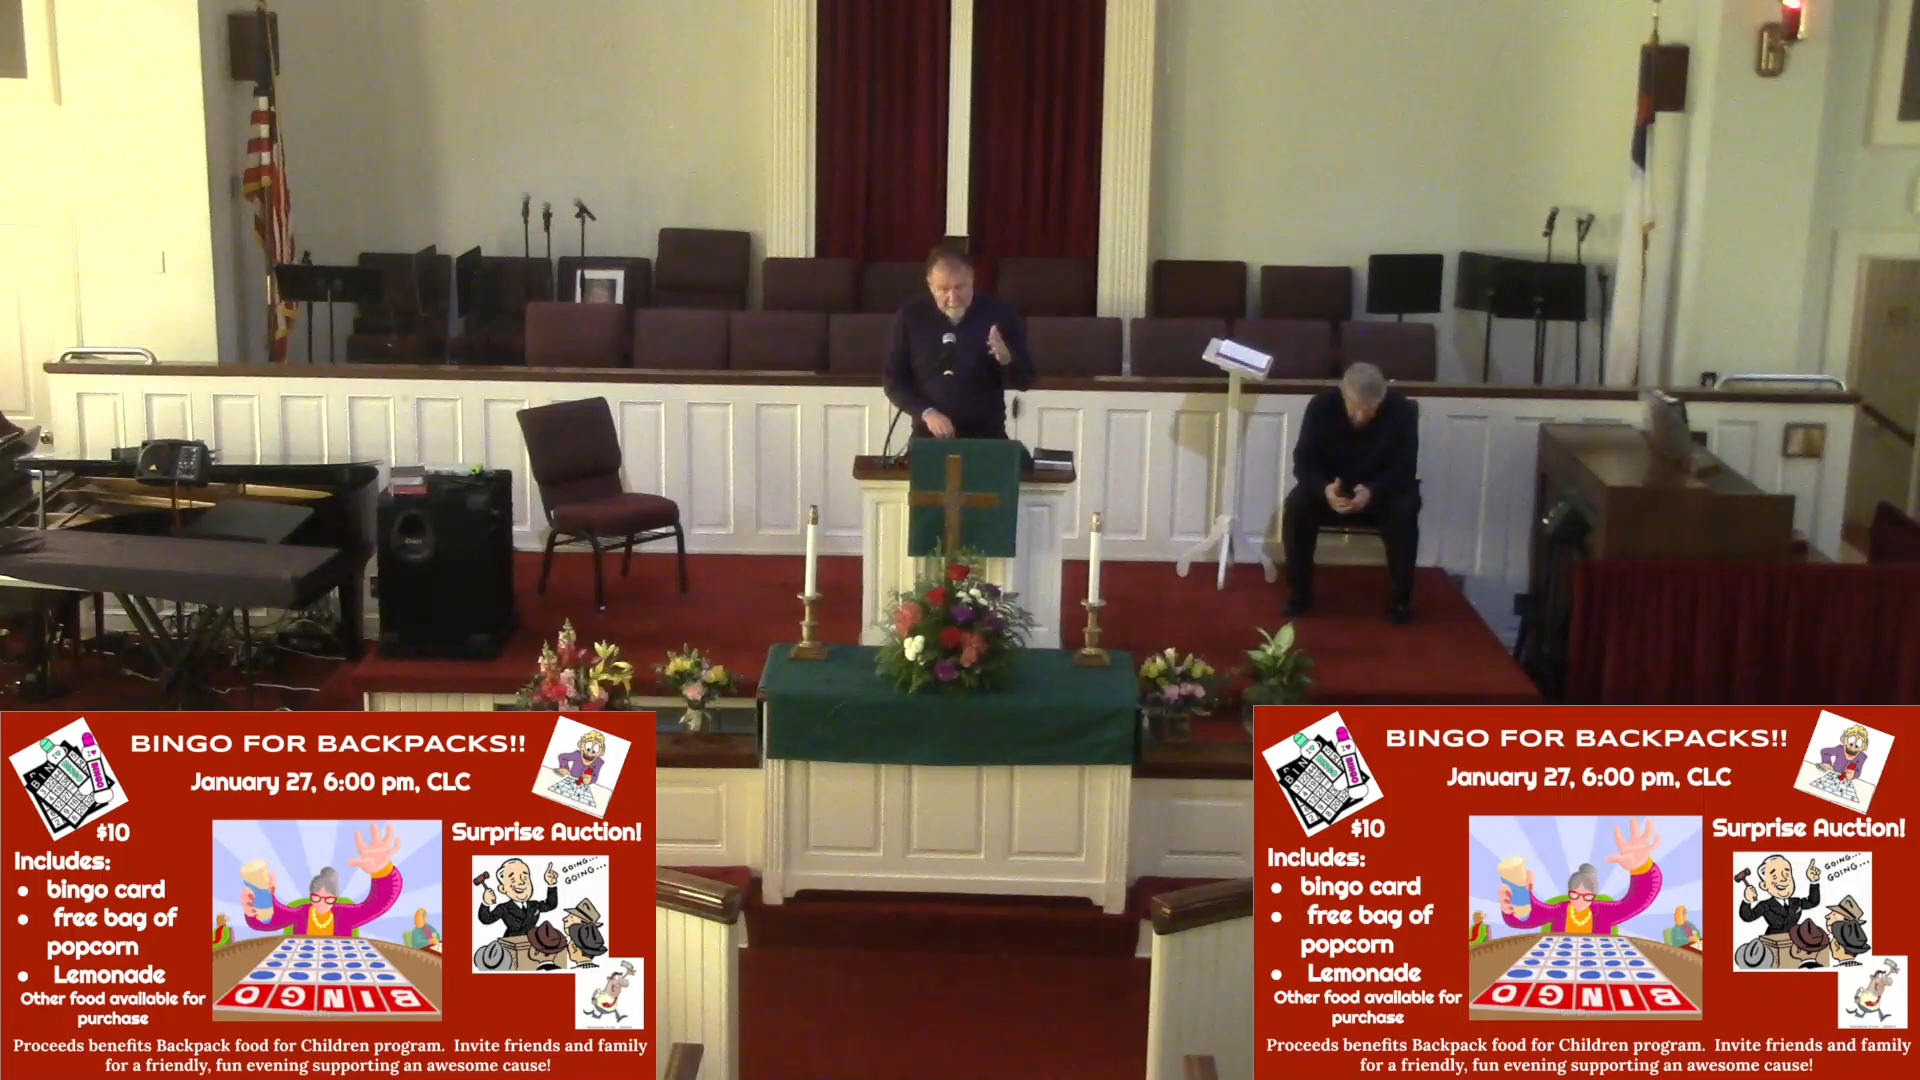 BINGO FOR BACKPACKS!!
January 27, 6:00 pm, CLC
$10
Surprise Auction!
Includes:
● bingo card
● free bag of
popcorn
● Lemonade
Other food available for
purchase
GOING...
GOING...
BINGO
Proceeds benefits Backpack food for Children program. Invite friends and family
for a friendly, fun evening supporting an awesome cause!
BINGO FOR BACKPACKS!!
January 27, 6:00 pm, CLC
$10
Surprise Auction!
Includes:
● bingo card
● free bag of
popcorn
● Lemonade
Other food available for
purchase
GOING...
GOING...
BINGO
Proceeds benefits Backpack food for Children program. Invite friends and family
for a friendly, fun evening supporting an awesome cause!